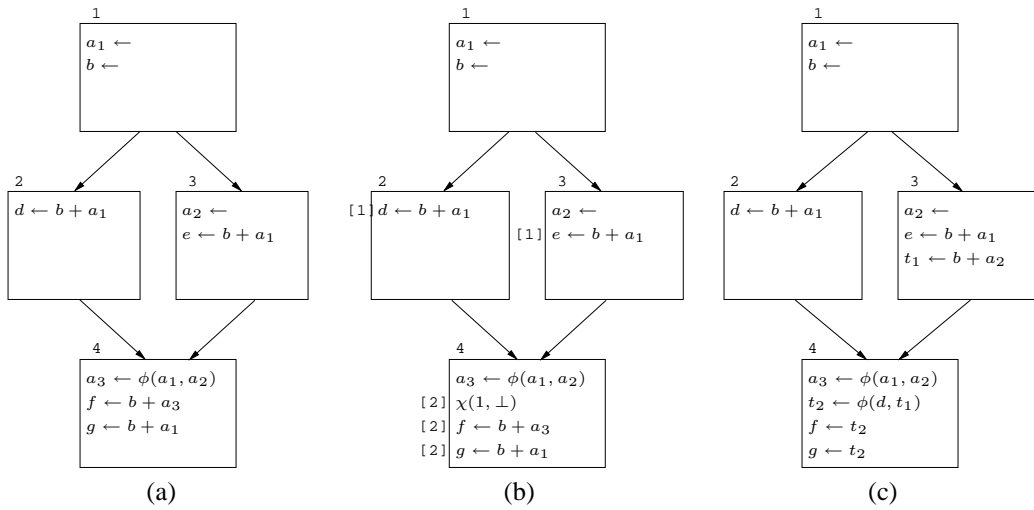 1
a₁ ←
b ←
2
d ← b + a₁
3
a₂ ←
e ← b + a₁
4
a₃ ← ϕ(a₁, a₂)
f ← b + a₃
g ← b + a₁
(a)
1
a₁ ←
b ←
2
[1] d ← b + a₁
3
a₂ ←
[1] e ← b + a₁
4
a₃ ← ϕ(a₁, a₂)
[2] χ(1, ⊥)
[2] f ← b + a₃
[2] g ← b + a₁
(b)
1
a₁ ←
b ←
2
d ← b + a₁
3
a₂ ←
e ← b + a₁
t₁ ← b + a₂
4
a₃ ← ϕ(a₁, a₂)
t₂ ← ϕ(d, t₁)
f ← t₂
g ← t₂
(c)